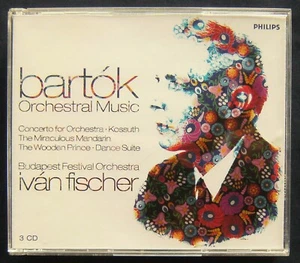 PHILIPS
bartók
Orchestral Music
Concerto for Orchestra · Kossuth
The Miraculous Mandarin
The Wooden Prince · Dance Suite
Budapest Festival Orchestra
iván fischer
3 CD